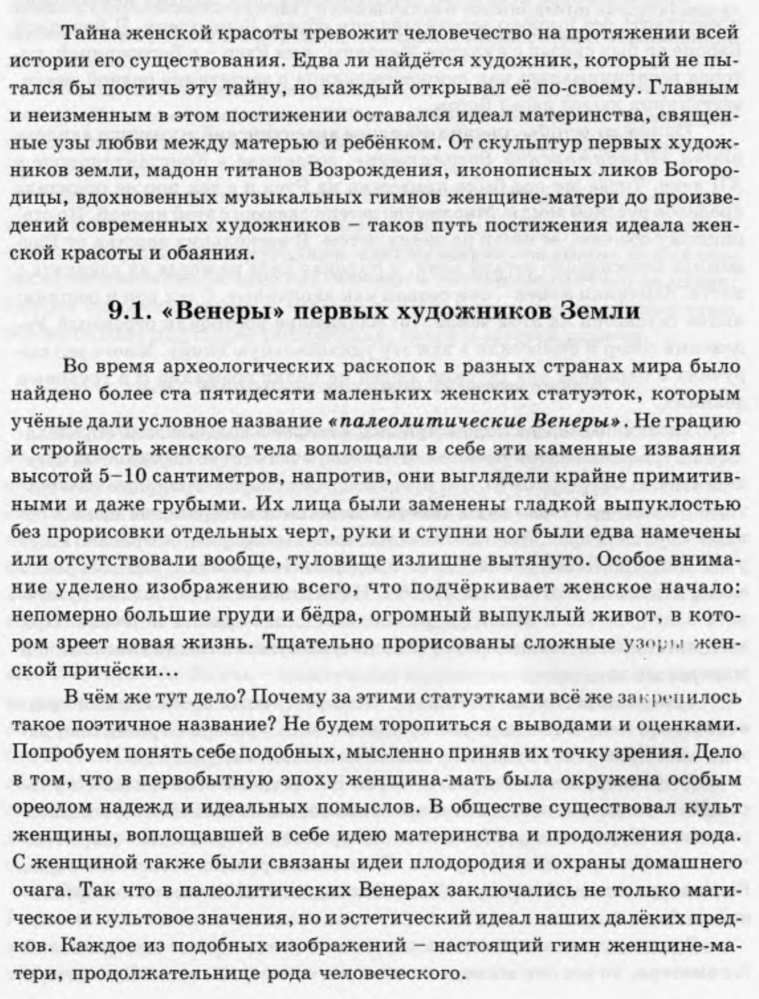 Тайна женской красоты тревожит человечество на протяжении всей
истории его существования. Едва ли найдётся художник, который не пы-
тался бы постичь эту тайну, но каждый открывал её по-своему. Главным
и неизменным в этом постижении оставался идеал материнства, священ-
ные узы любви между матерью и ребёнком. От скульптур первых худож-
ников земли, мадонн титанов Возрождения, иконописных ликов Богоро-
дицы, вдохновенных музыкальных гимнов женщине-матери до произве-
дений современных художников – таков путь постижения идеала жен-
ской красоты и обаяния.
9.1. «Венеры» первых художников Земли
Во время археологических раскопок в разных странах мира было
найдено более ста пятидесяти маленьких женских статуэток, которым
учёные дали условное название «палеолитические Венеры». Не грацию
и стройность женского тела воплощали в себе эти каменные изваяния
высотой 5–10 сантиметров, напротив, они выглядели крайне примитив-
ными и даже грубыми. Их лица были заменены гладкой выпуклостью
без прорисовки отдельных черт, руки и ступни ног были едва намечены
или отсутствовали вообще, туловище излишне вытянуто. Особое внима-
ние уделено изображению всего, что подчёркивает женское начало:
непомерно большие груди и бёдра, огромный выпуклый живот, в кото-
ром зреет новая жизнь. Тщательно прорисованы сложные узоры жен-
ской причёски...
В чём же тут дело? Почему за этими статуэтками всё же закрепилось
такое поэтичное название? Не будем торопиться с выводами и оценками.
Попробуем понять себе подобных, мысленно приняв их точку зрения. Дело
в том, что в первобытную эпоху женщина-мать была окружена особым
ореолом надежд и идеальных помыслов. В обществе существовал культ
женщины, воплощавшей в себе идею материнства и продолжения рода.
С женщиной также были связаны идеи плодородия и охраны домашнего
очага. Так что в палеолитических Венерах заключались не только маги-
ческое и культовое значения, но и эстетический идеал наших далёких пред-
ков. Каждое из подобных изображений – настоящий гимн женщине-ма-
тери, продолжательнице рода человеческого.